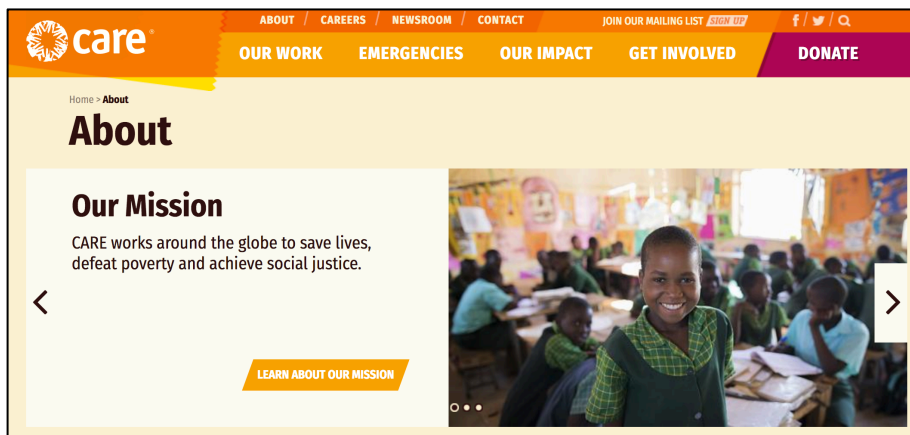 care®
ABOUT / CAREERS / NEWSROOM / CONTACT
JOIN OUR MAILING LIST SIGN UP
f / /
OUR WORK EMERGENCIES OUR IMPACT GET INVOLVED DONATE
Home > About
About
Our Mission
CARE works around the globe to save lives,
defeat poverty and achieve social justice.
LEARN ABOUT OUR MISSION